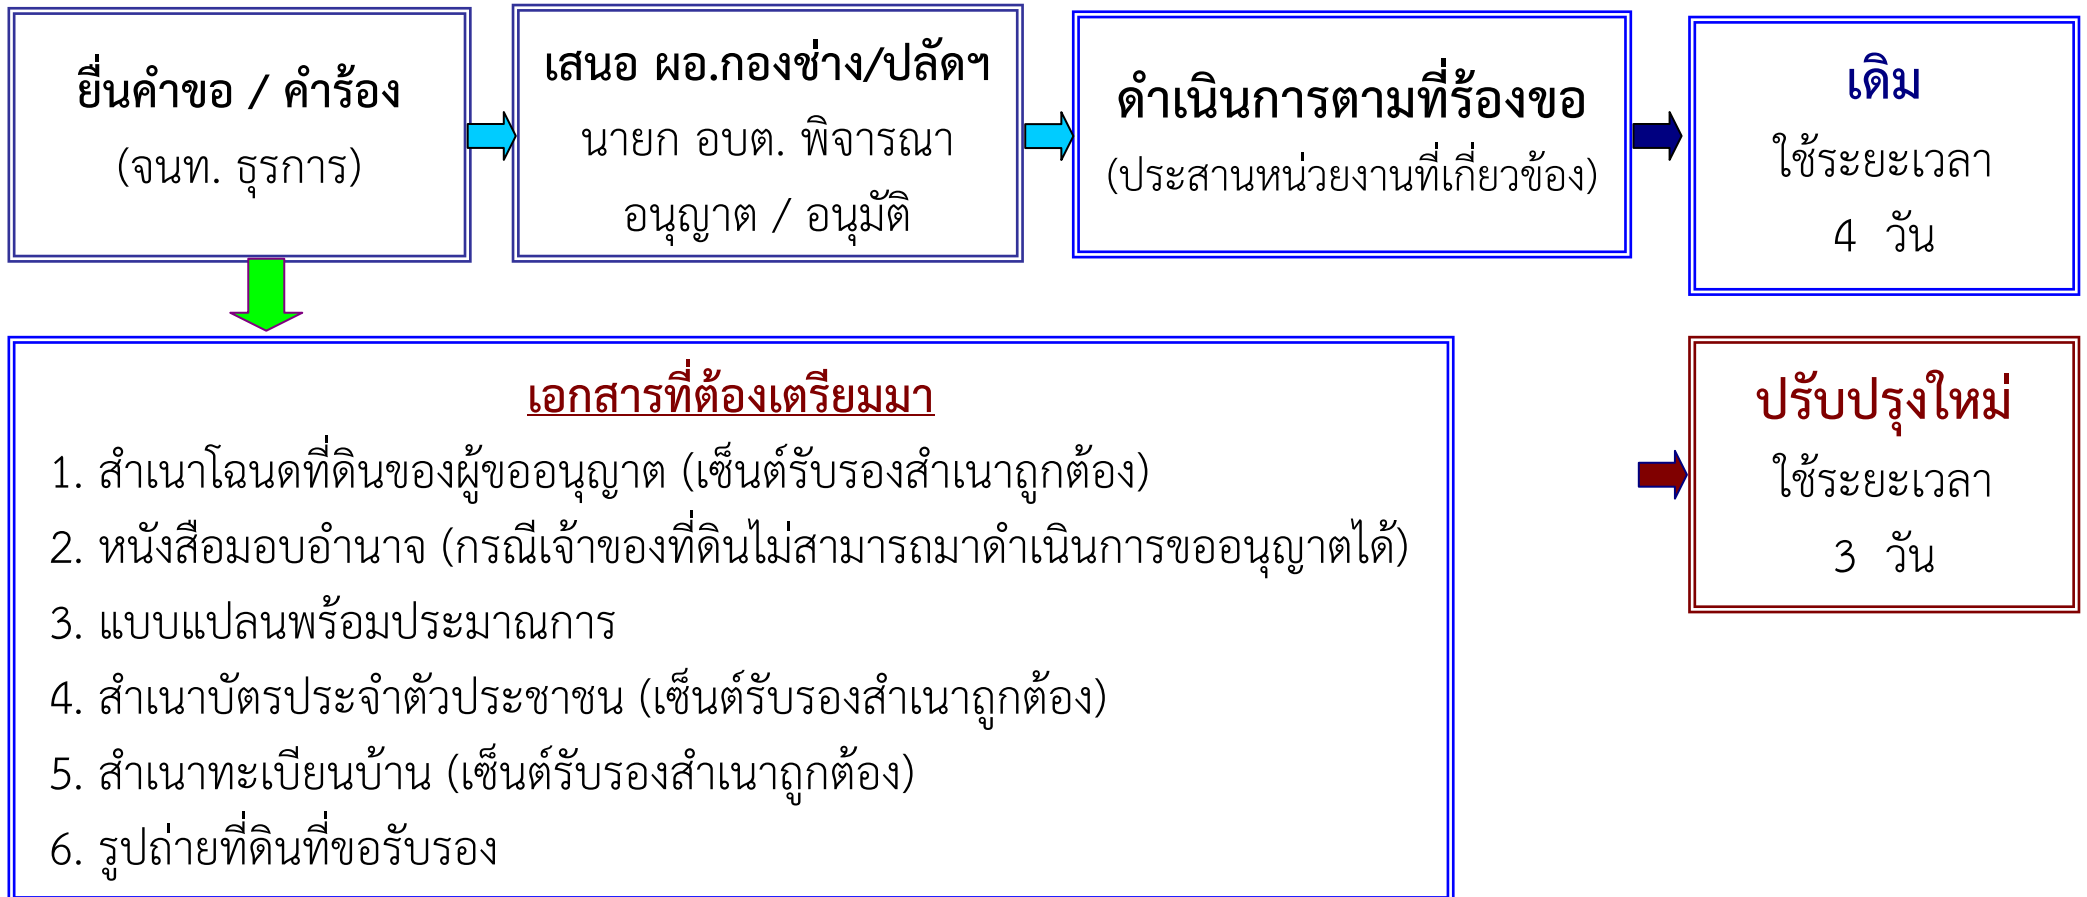 ยื่นคำขอ / คำร้อง
(จนท. ธุรการ)
เสนอ ผอ.กองช่าง/ปลัดฯ
นายก อบต. พิจารณา
อนุญาต / อนุมัติ
ดำเนินการตามที่ร้องขอ
(ประสานหน่วยงานที่เกี่ยวข้อง)
เดิม
ใช้ระยะเวลา
4 วัน
เอกสารที่ต้องเตรียมมา
1. สำเนาโฉนดที่ดินของผู้ขออนุญาต (เซ็นต์รับรองสำเนาถูกต้อง)
2. หนังสือมอบอำนาจ (กรณีเจ้าของที่ดินไม่สามารถมาดำเนินการขออนุญาตได้)
3. แบบแปลนพร้อมประมาณการ
4. สำเนาบัตรประจำตัวประชาชน (เซ็นต์รับรองสำเนาถูกต้อง)
5. สำเนาทะเบียนบ้าน (เซ็นต์รับรองสำเนาถูกต้อง)
6. รูปถ่ายที่ดินที่ขอรับรอง
ปรับปรุงใหม่
ใช้ระยะเวลา
3 วัน